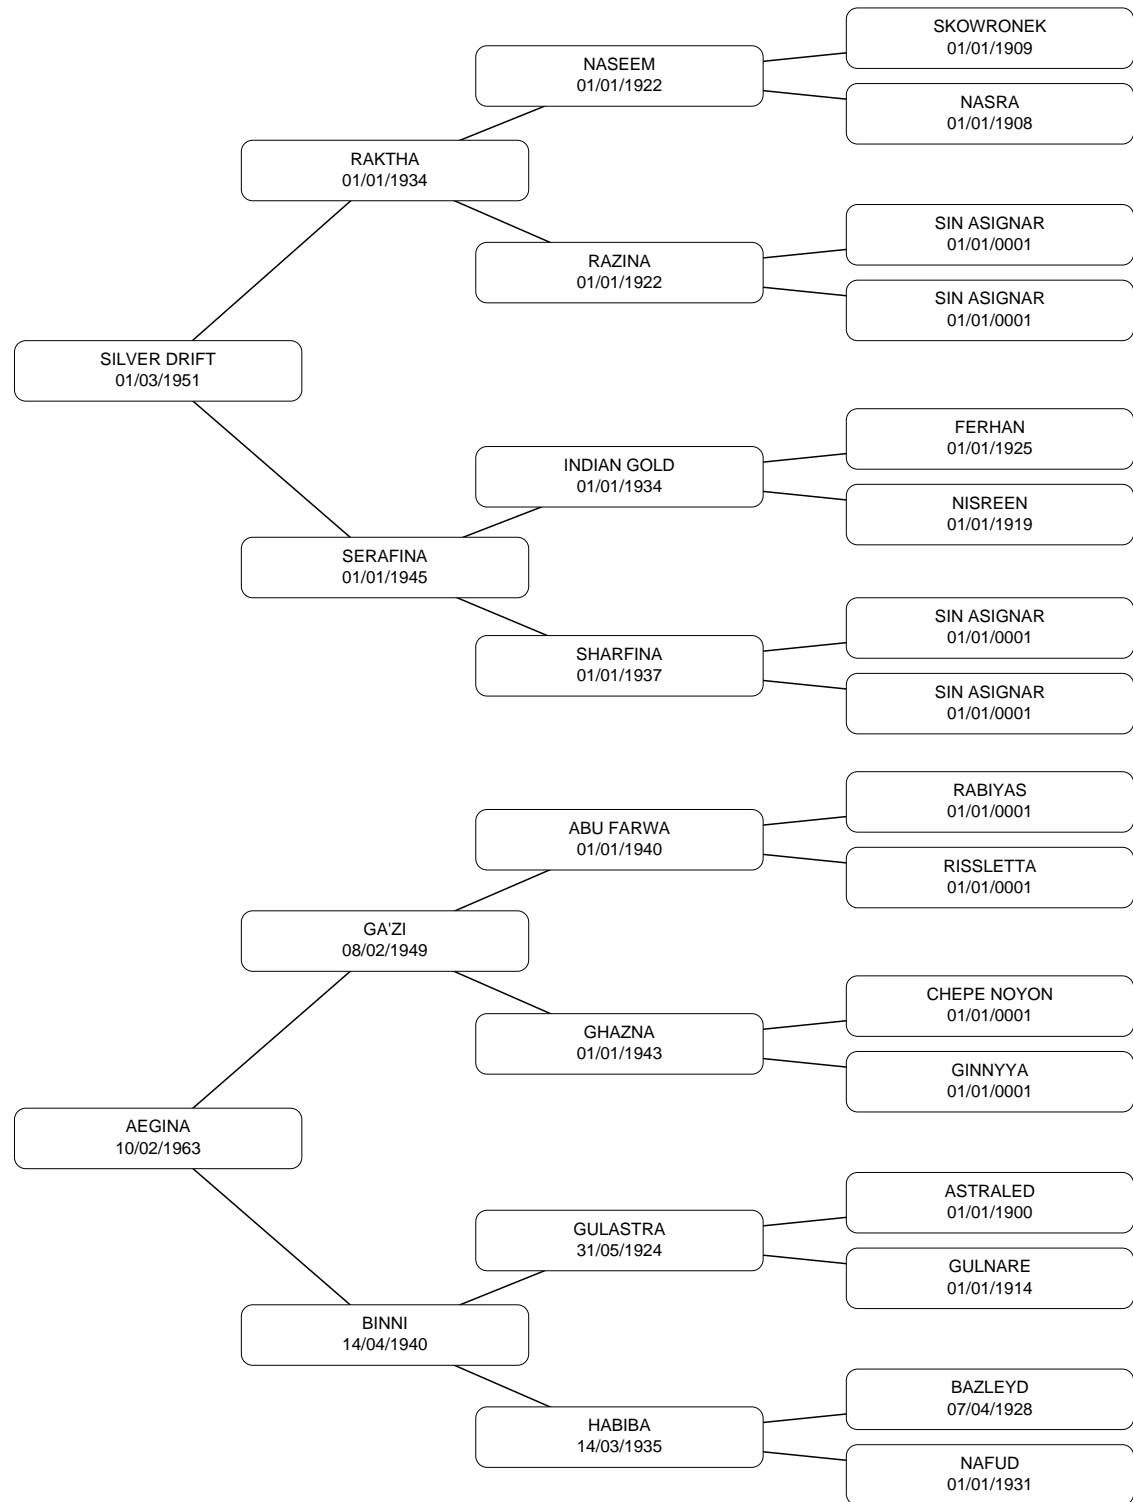 SKOWRONEK
01/01/1909
NASEEM
01/01/1922
NASRA
01/01/1908
RAKTHA
01/01/1934
SIN ASIGNAR
01/01/0001
RAZINA
01/01/1922
SIN ASIGNAR
01/01/0001
SILVER DRIFT
01/03/1951
FERHAN
01/01/1925
INDIAN GOLD
01/01/1934
NISREEN
01/01/1919
SERAFINA
01/01/1945
SIN ASIGNAR
01/01/0001
SHARFINA
01/01/1937
SIN ASIGNAR
01/01/0001
RABIYAS
01/01/0001
ABU FARWA
01/01/1940
RISSLETTA
01/01/0001
GA'ZI
08/02/1949
CHEPE NOYON
01/01/0001
GHAZNA
01/01/1943
GINNYYA
01/01/0001
AEGINA
10/02/1963
ASTRALED
01/01/1900
GULASTRA
31/05/1924
GULNARE
01/01/1914
BINNI
14/04/1940
BAZLEYD
07/04/1928
HABIBA
14/03/1935
NAFUD
01/01/1931